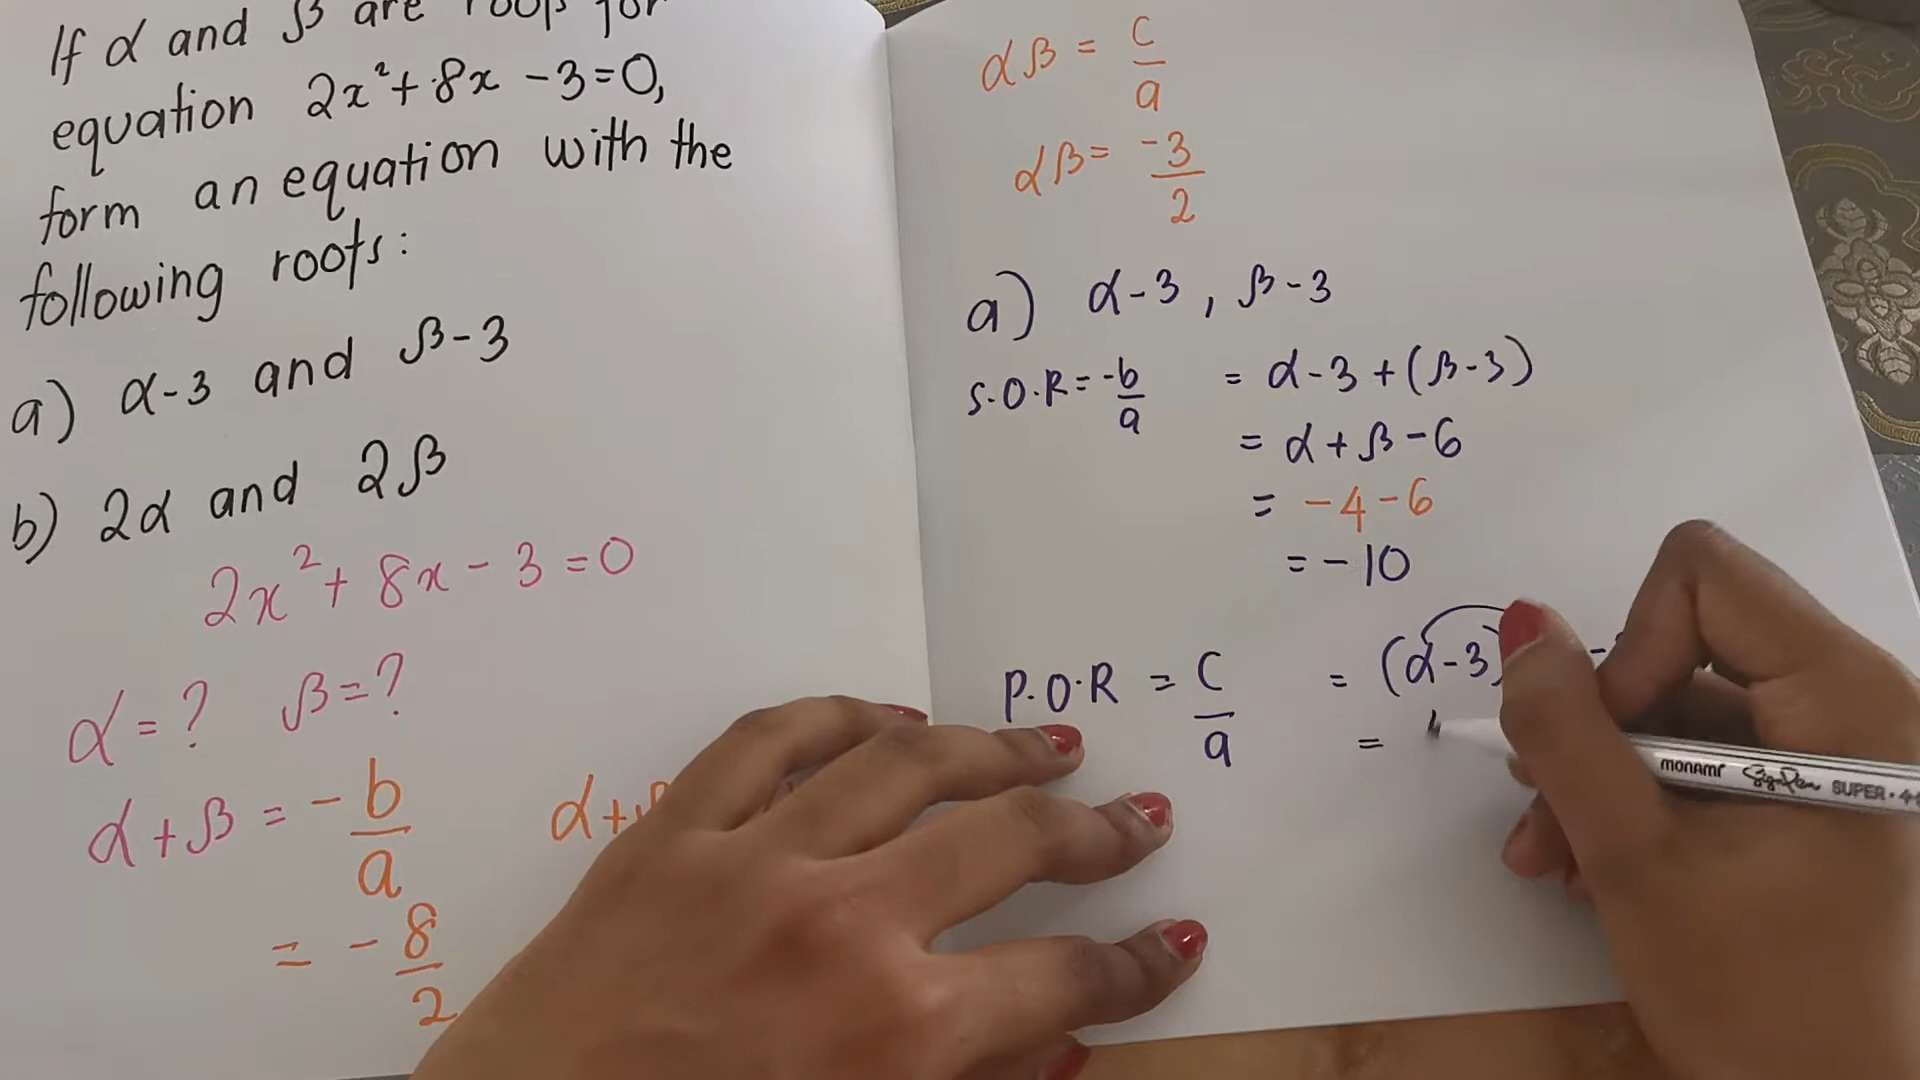 If α and β are roots for
equation 2x²+8x-3=0,
form an equation with the
following roots:
a) α-3 and β-3
b) 2α and 2β
2x²+8x-3=0
α=? β=?
α+β = -b/a
= -8/2
α+β
αβ = c/a
αβ = -3/2
a) α-3, β-3
S.O.R = -b/a = α-3+(β-3)
= α+β-6
= -4-6
= -10
P.O.R = c/a = (α-3)
=
MONAMI SignPen SUPER